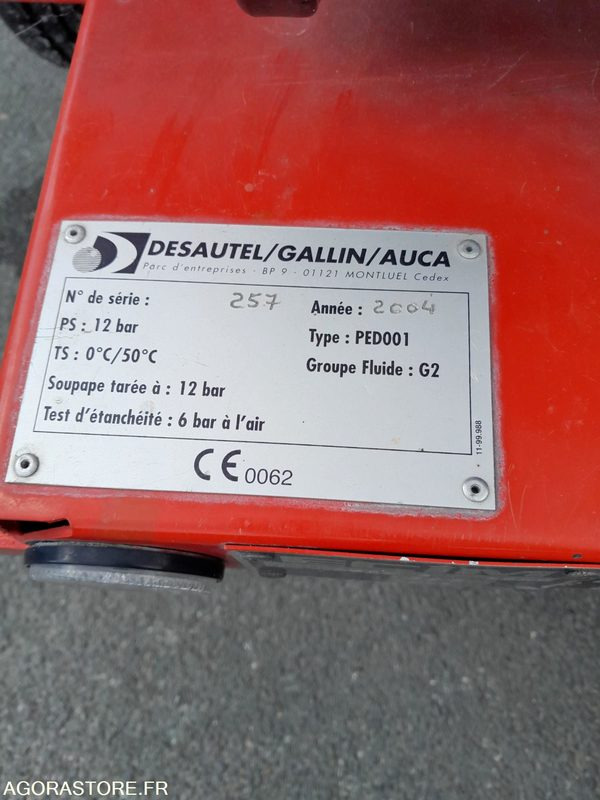 DESAUTEL/GALLIN/AUCA
Parc d'entreprises - BP 9 - 01121 MONTLUEL Cedex
N° de série : 257 Année : 2004
PS : 12 bar Type : PED001
TS : 0°C/50°C Groupe Fluide : G2
Soupape tarée à : 12 bar
Test d'étanchéité : 6 bar à l'air
11-99.988
CE 0062
AGORASTORE.FR